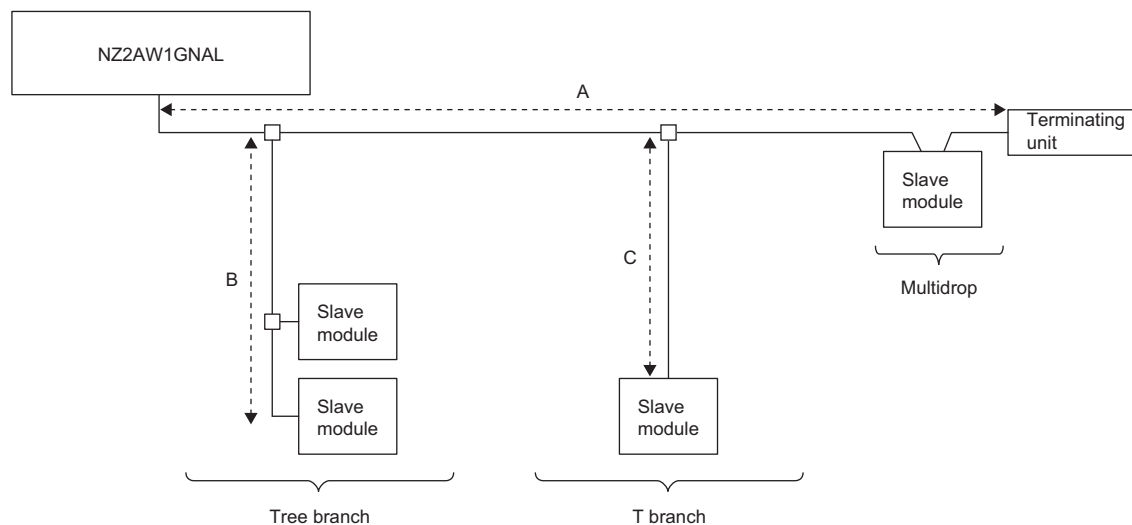 NZ2AW1GNAL
A
Terminating
unit
Slave
module
Multidrop
B
C
Slave
module
Slave
module
Slave
module
Tree branch
T branch